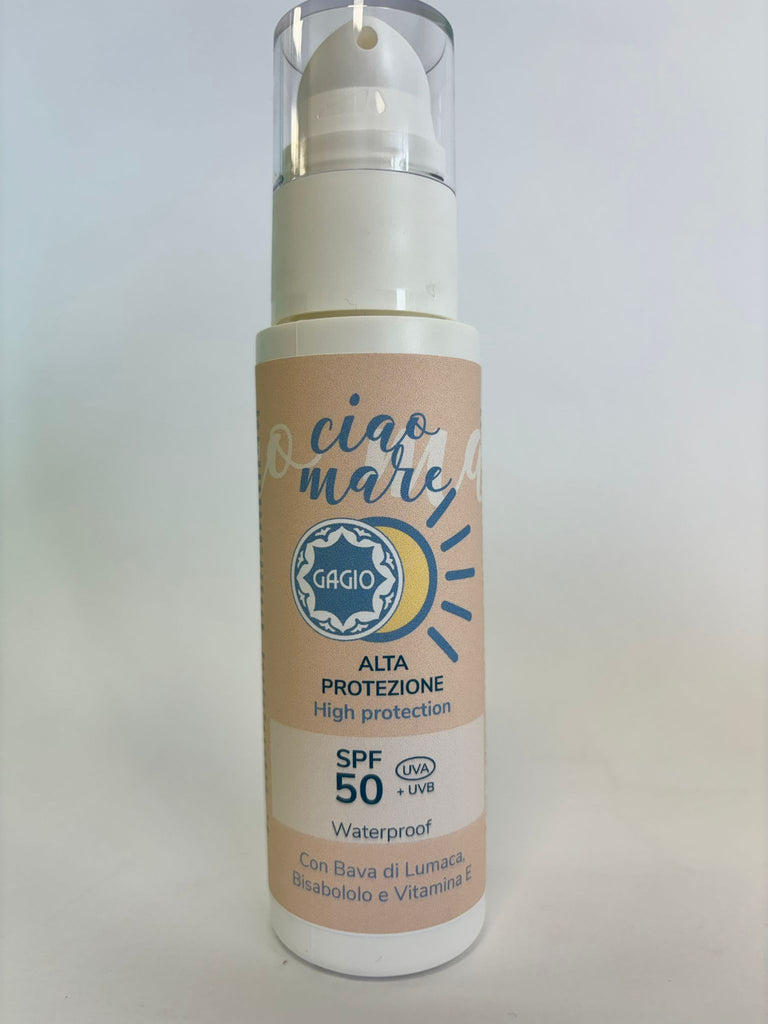 ciao
mare
GAGIO
ALTA
PROTEZIONE
High protection
SPF
50
UVA
+ UVB
Waterproof
Con Bava di Lumaca,
Bisabololo e Vitamina E